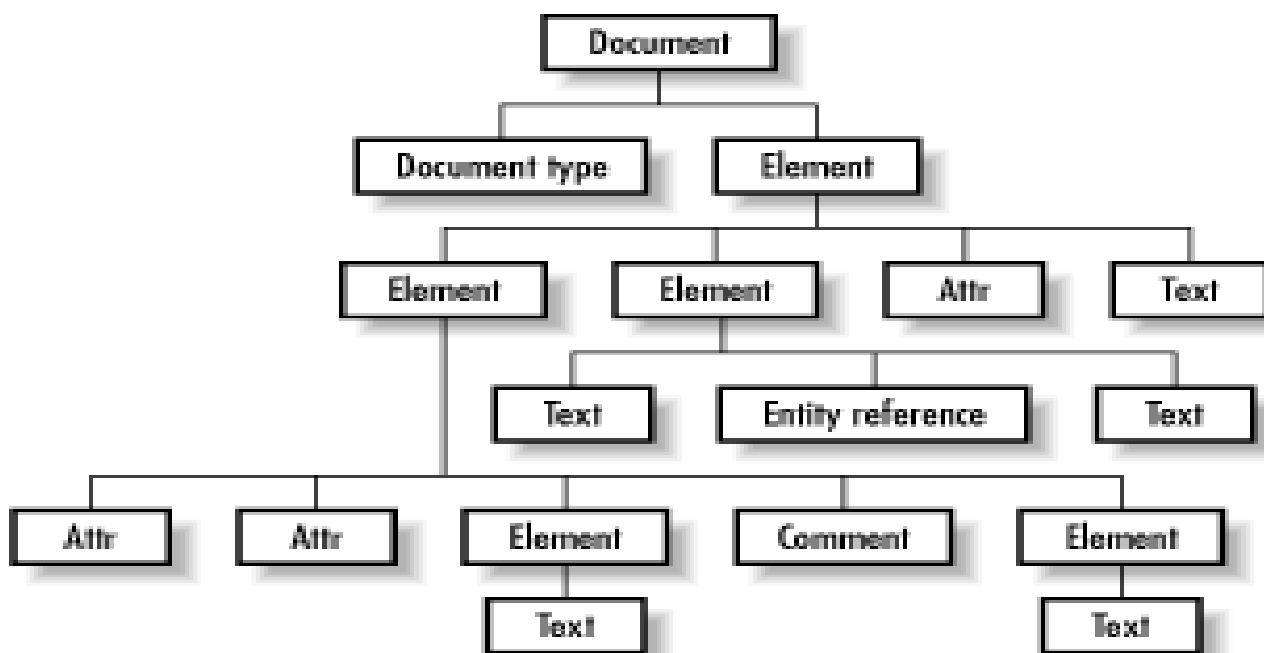 Document
Document type
Element
Element
Element
Attr
Text
Text
Entity reference
Text
Attr
Attr
Element
Comment
Element
Text
Text